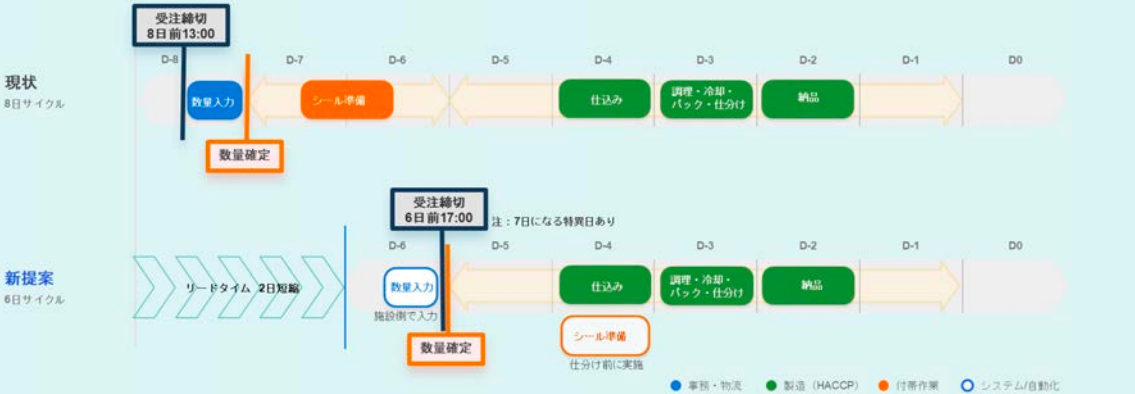 受注締切
8日前13:00
D-8
D-7
D-6
D-5
D-4
D-3
D-2
D-1
D0
現状
8日サイクル
数量入力
シール準備
仕込み
調理・冷却・
パック・仕分け
納品
数量確定
受注締切
6日前17:00
注：7日になる特異日あり
D-6
D-5
D-4
D-3
D-2
D-1
D0
新提案
6日サイクル
リードタイム 2日短縮
数量入力
施設側で入力
仕込み
調理・冷却・
パック・仕分け
納品
数量確定
シール準備
仕分け前に実施
事務・物流
製造（HACCP）
付帯作業
システム/自動化